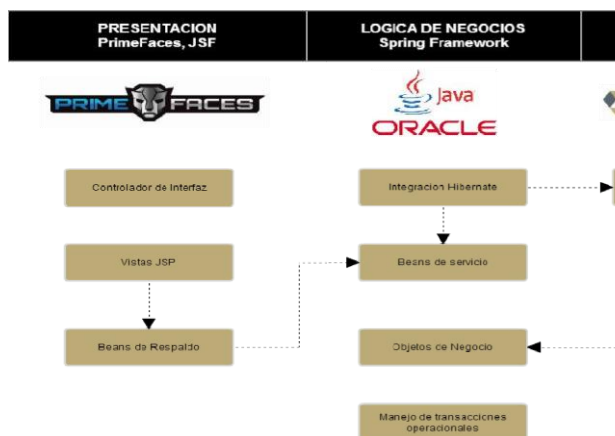 PRESENTACION
PrimeFaces, JSF
LOGICA DE NEGOCIOS
Spring Framework
PRIME FACES
Java
ORACLE
Controlador de Interfaz
Integracion Hibernate
Vistas JSP
Beans de servicio
Beans de Respaldo
Objetos de Negocio
Manejo de transacciones
operacionales